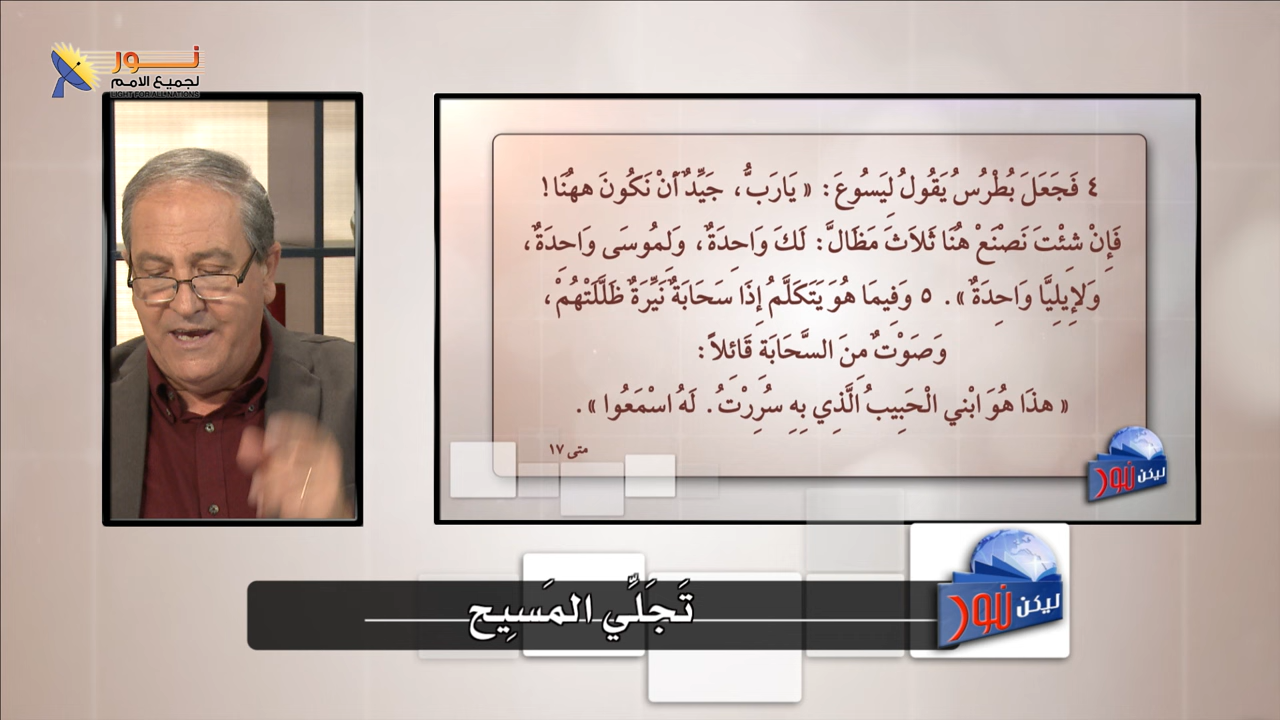 نور
لجميع الامم
LIGHT FOR ALL NATIONS
٤ فَجَعَلَ بُطْرُسُ يَقُولُ لِيَسُوعَ: « يَارَبُّ، جَيِّدٌ أَنْ نَكُونَ ههُنَا!
فَإِنْ شِئْتَ نَصْنَعْ هُنَا ثَلاَثَ مَظَالَّ: لَكَ وَاحِدَةٌ، وَلِمُوسَى وَاحِدَةٌ،
وَلإِيلِيَّا وَاحِدَةٌ ». ٥ وَفِيمَا هُوَ يَتَكَلَّمُ إِذَا سَحَابَةٌ نَيِّرَةٌ ظَلَّلَتْهُمْ،
وَصَوْتٌ مِنَ السَّحَابَةِ قَائِلاً:
« هذَا هُوَ ابْني الْحَبِيبُ الَّذِي بِهِ سُرِرْتُ. لَهُ اسْمَعُوا ».
متى ١٧
ليكن نور
تَجَلِّي المَسِيح
ليكن نور